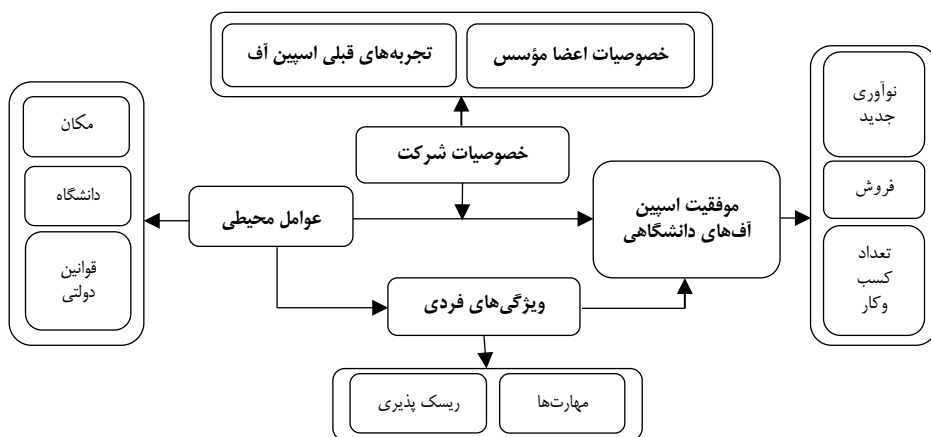 خصوصیات اعضا مؤسس
تجربه‌های قبلی اسپین آف
خصوصیات شرکت
نوآوری
جدید
فروش
تعداد
کسب
وکار
موفقیت اسپین
آف‌های دانشگاهی
عوامل محیطی
مکان
دانشگاه
قوانین
دولتی
ویژگی‌های فردی
مهارت‌ها
ریسک پذیری